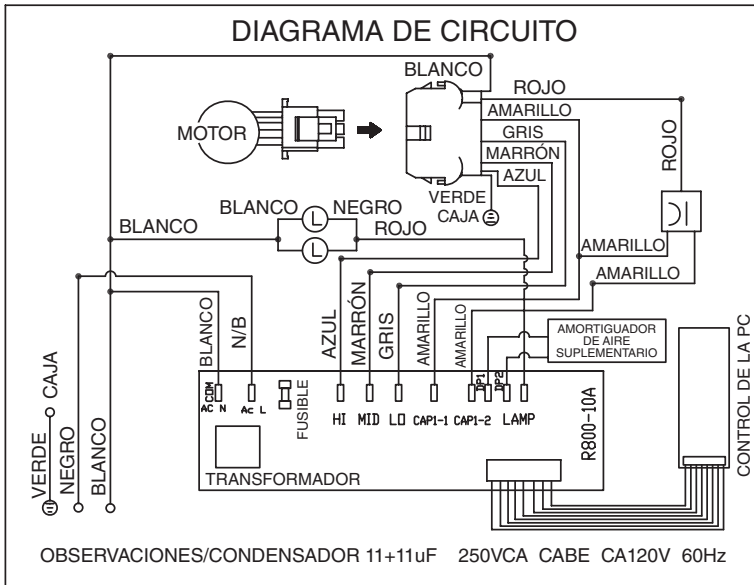 DIAGRAMA DE CIRCUITO
BLANCO
ROJO
AMARILLO
GRIS
MARRÓN
AZUL
MOTOR
VERDE
CAJA
ROJO
BLANCO
BLANCO
L
L
NEGRO
ROJO
AMARILLO
AMARILLO
BLANCO
N/B
AZUL
MARRÓN
GRIS
AMARILLO
AMARILLO
AMORTIGUADOR
DE AIRE
SUPLEMENTARIO
CONTROL DE LA PC
CAJA
VERDE
NEGRO
BLANCO
COM
AC N
Ac L
FUSIBLE
HI
MID
LO
CAP1-1
CAP1-2
DP1
DP2
LAMP
R800-10A
TRANSFORMADOR
OBSERVACIONES/CONDENSADOR 11+11uF 250VCA CABE CA120V 60Hz